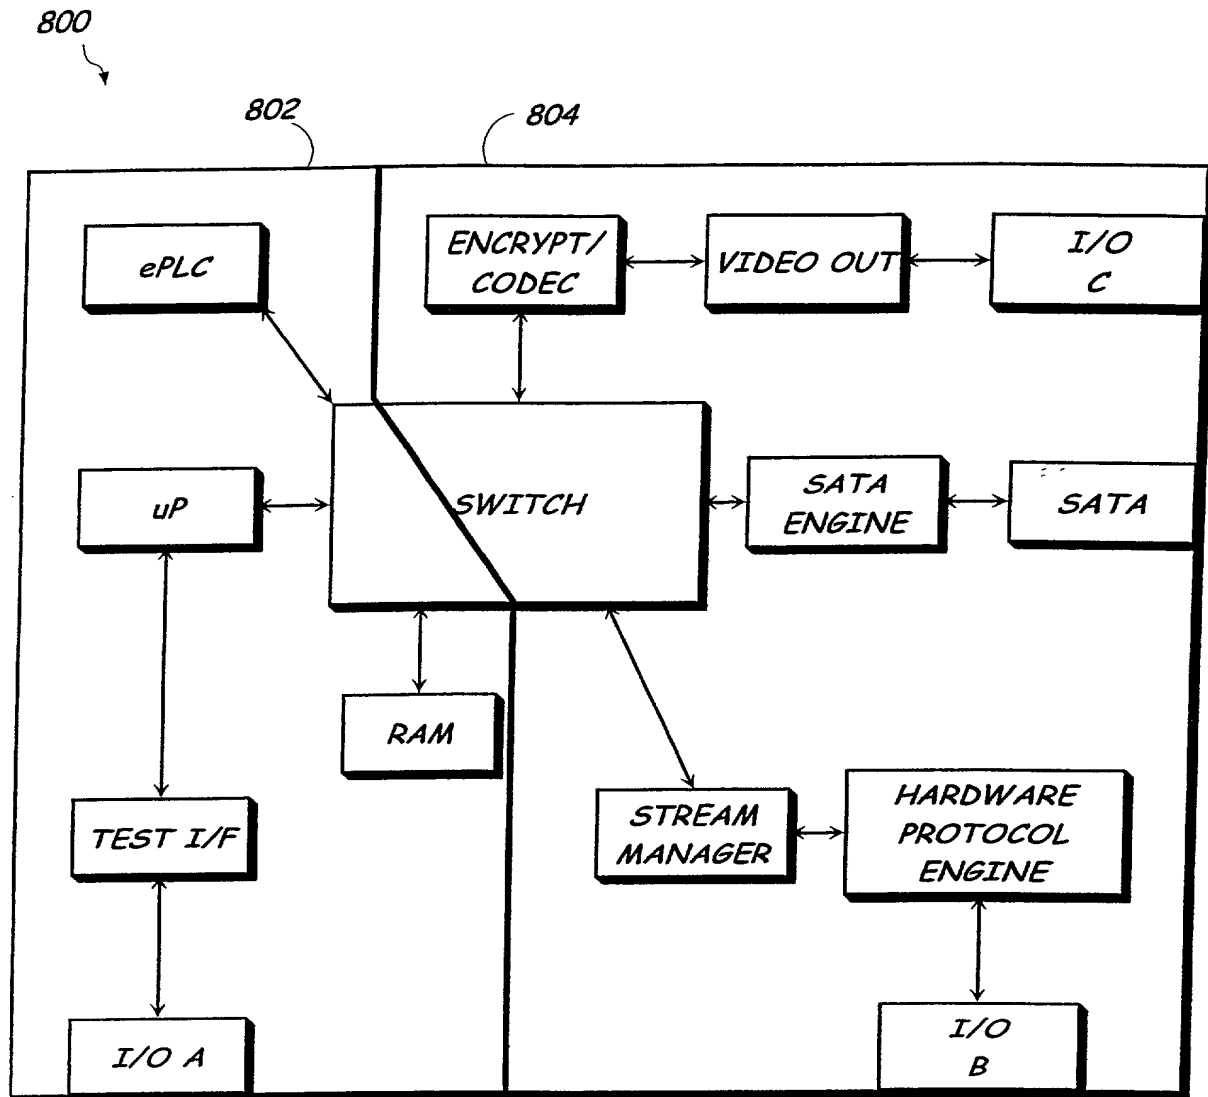 800
802
804
ePLC
ENCRYPT/
CODEC
VIDEO OUT
I/O
C
uP
SWITCH
SATA
ENGINE
SATA
RAM
TEST I/F
STREAM
MANAGER
HARDWARE
PROTOCOL
ENGINE
I/O A
I/O
B